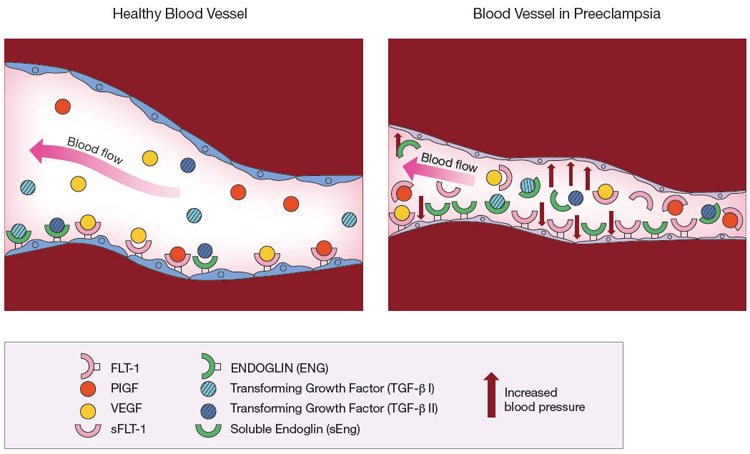 Healthy Blood Vessel
Blood Vessel in Preeclampsia
Blood flow
Blood flow
FLT-1
PIGF
VEGF
sFLT-1
ENDOGLIN (ENG)
Transforming Growth Factor (TGF-β I)
Transforming Growth Factor (TGF-β II)
Soluble Endoglin (sEng)
Increased
blood pressure